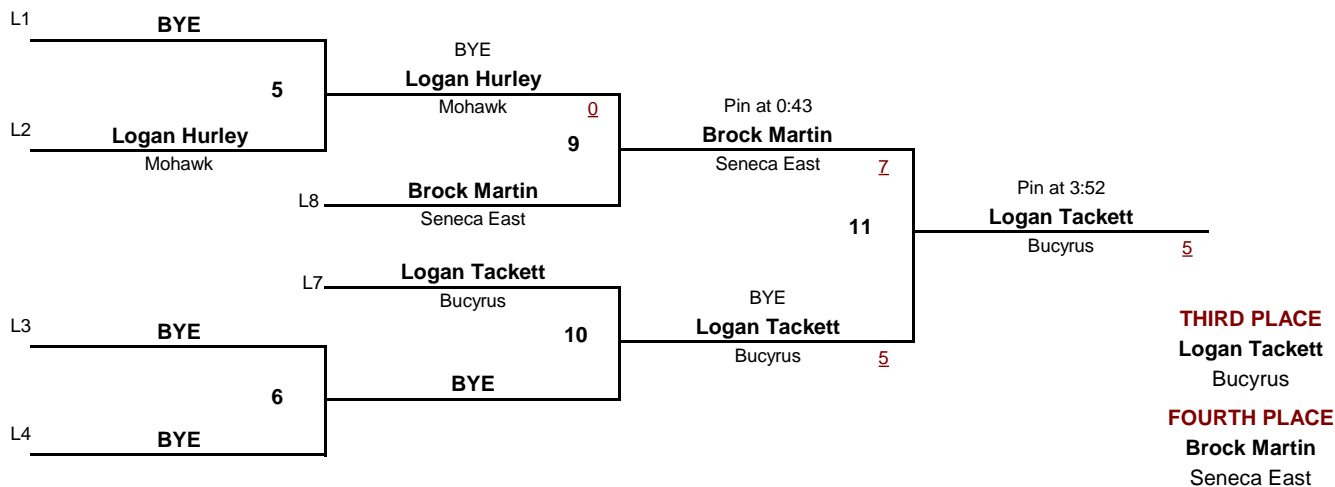 L1
BYE
5
L2
Logan Hurley
Mohawk
BYE
Logan Hurley
Mohawk
0
9
L8
Brock Martin
Seneca East
Pin at 0:43
Brock Martin
Seneca East
7
11
Pin at 3:52
Logan Tackett
Bucyrus
5
L7
Logan Tackett
Bucyrus
10
BYE
Logan Tackett
Bucyrus
5
L3
BYE
6
BYE
L4
BYE
THIRD PLACE
Logan Tackett
Bucyrus
FOURTH PLACE
Brock Martin
Seneca East